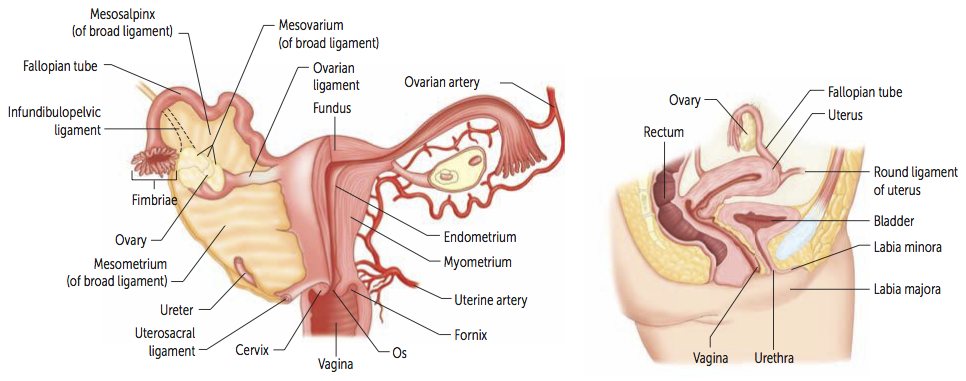 Mesosalpinx
(of broad ligament)
Fallopian tube
Infundibulopelvic
ligament
Fimbriae
Ovary
Mesometrium
(of broad ligament)
Ureter
Uterosacral
ligament
Cervix
Vagina
Os
Fornix
Uterine artery
Myometrium
Endometrium
Mesovarium
(of broad ligament)
Ovarian
ligament
Fundus
Ovarian artery
Ovary
Rectum
Fallopian tube
Uterus
Round ligament
of uterus
Bladder
Labia minora
Labia majora
Vagina
Urethra